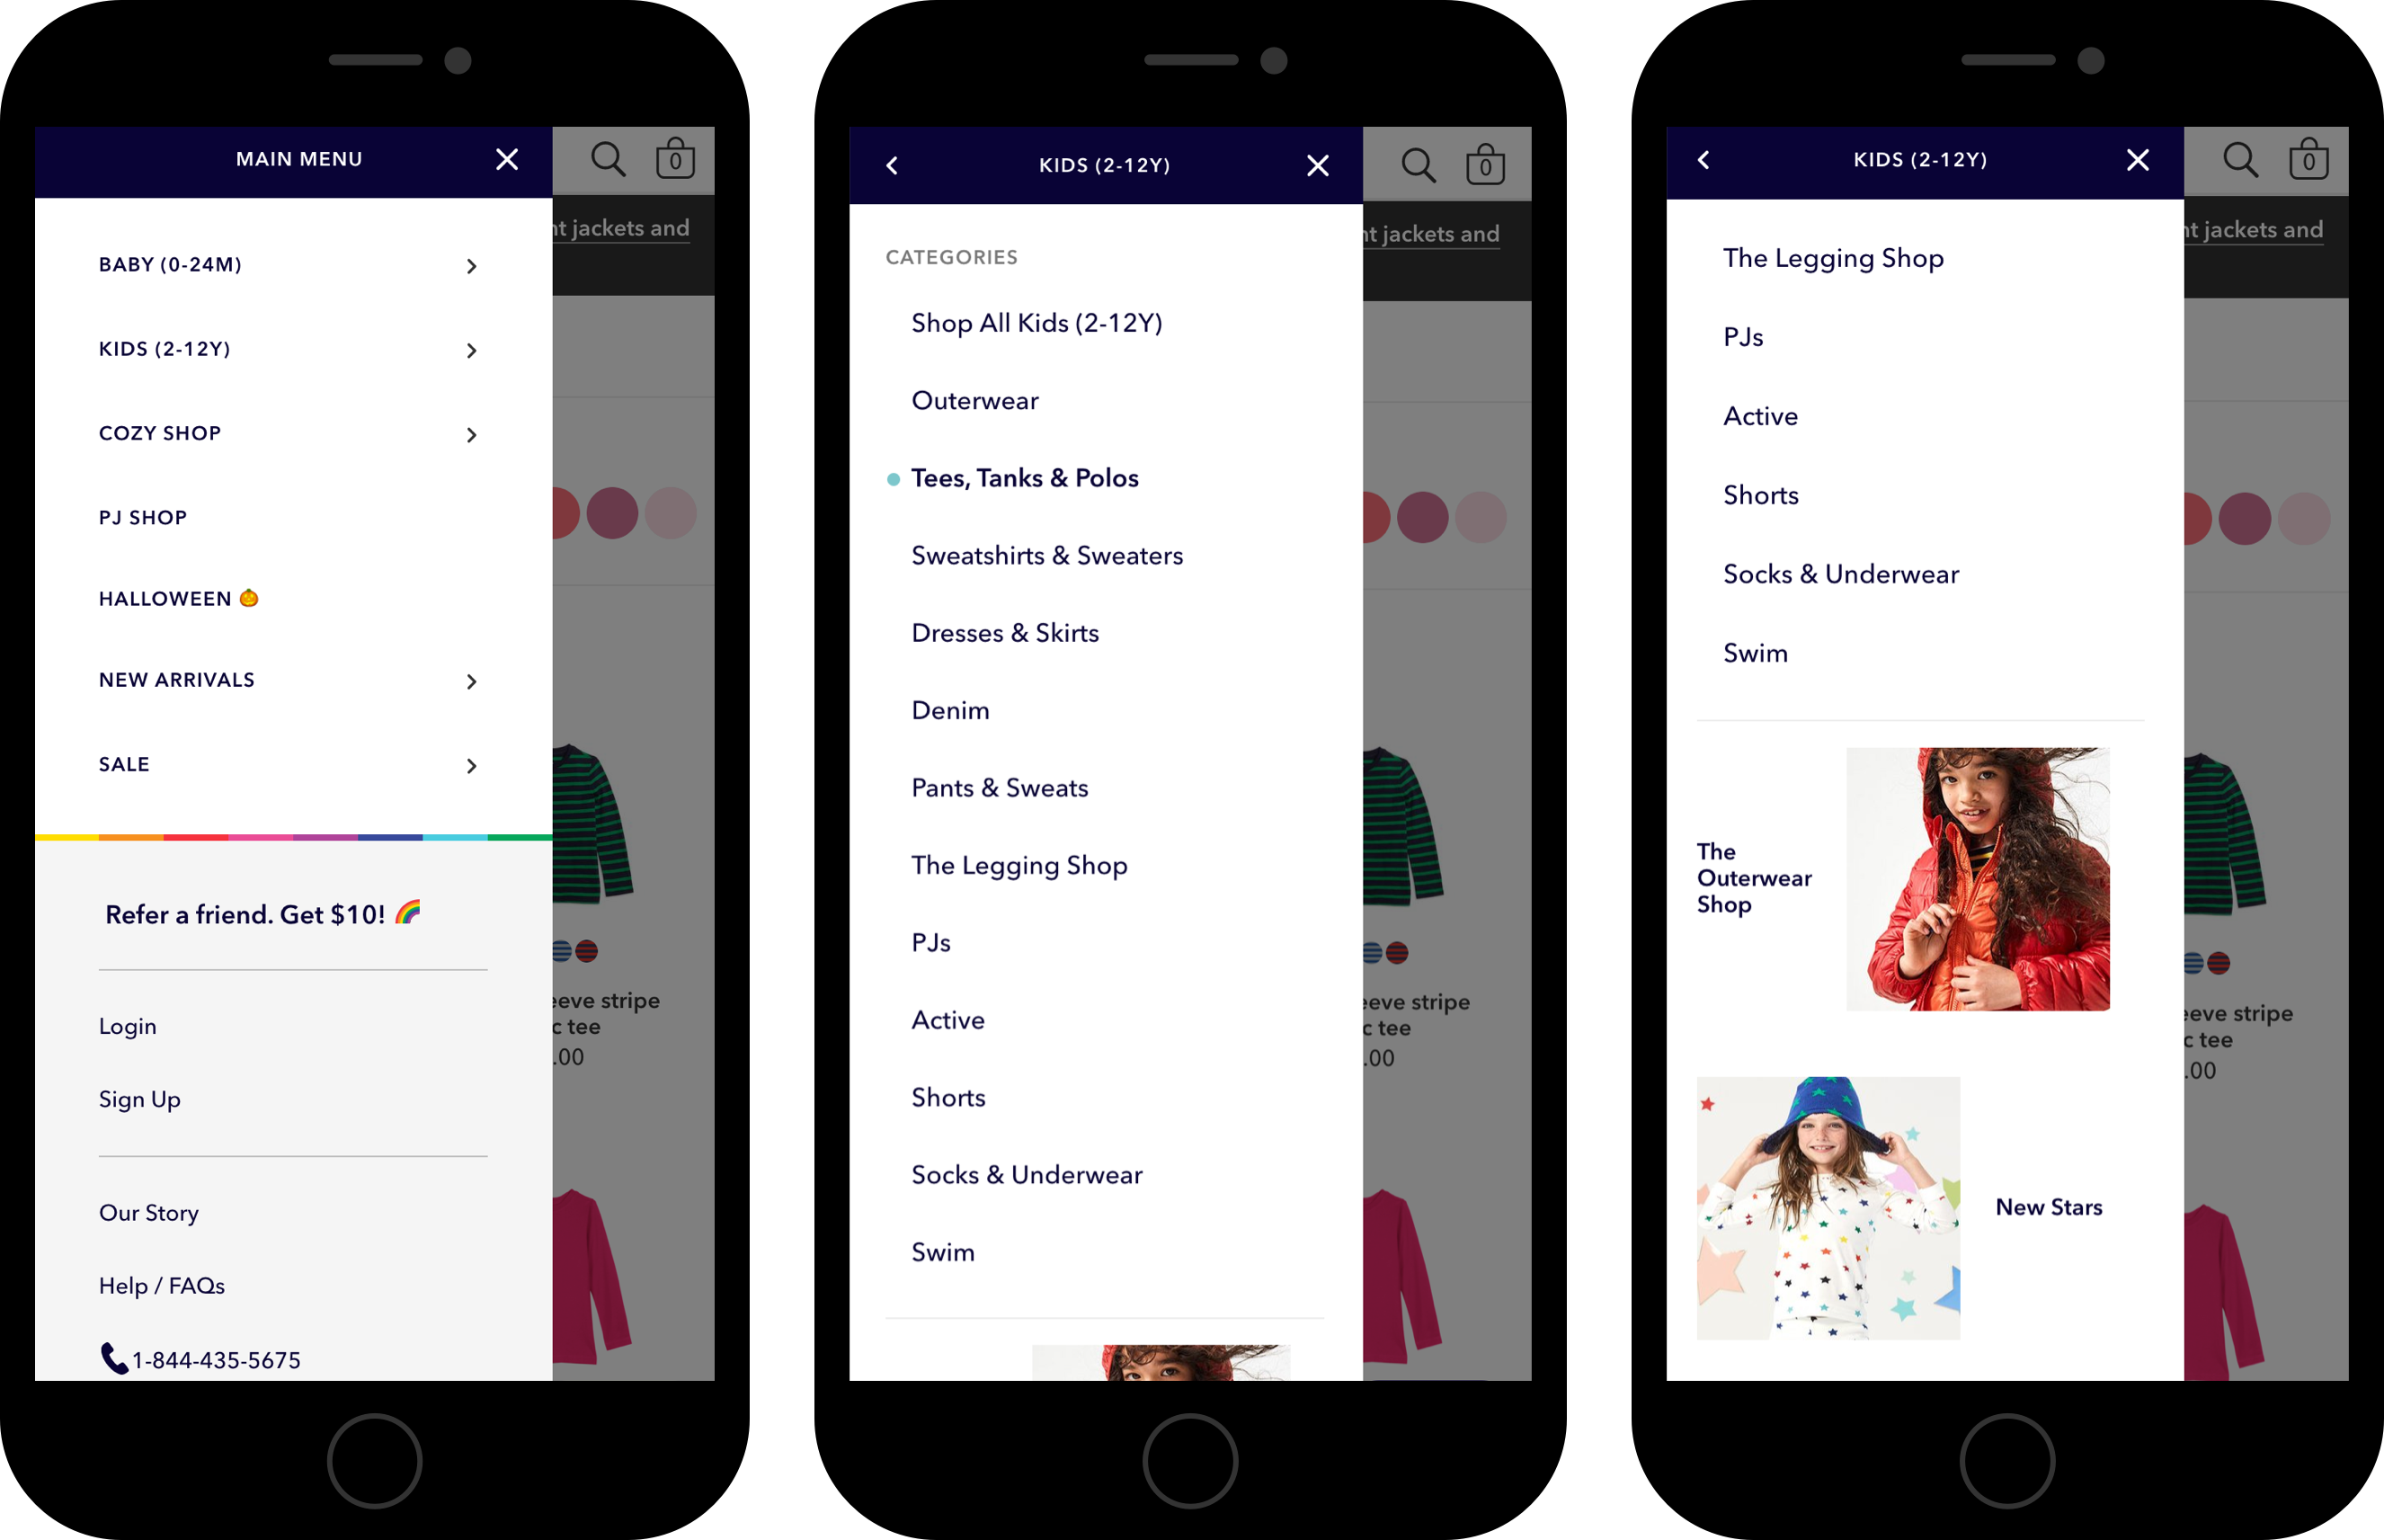 MAIN MENU
0
nt jackets and
BABY (0-24M)
KIDS (2-12Y)
COZY SHOP
PJ SHOP
HALLOWEEN 🎃
NEW ARRIVALS
SALE
Refer a friend. Get $10! 🌈
Login
Sign Up
Our Story
Help / FAQs
1-844-435-5675
eeve stripe
c tee
.00
KIDS (2-12Y)
0
nt jackets and
CATEGORIES
Shop All Kids (2-12Y)
Outerwear
Tees, Tanks & Polos
Sweatshirts & Sweaters
Dresses & Skirts
Denim
Pants & Sweats
The Legging Shop
PJs
Active
Shorts
Socks & Underwear
Swim
eeve stripe
c tee
.00
KIDS (2-12Y)
0
nt jackets and
The Legging Shop
PJs
Active
Shorts
Socks & Underwear
Swim
The
Outerwear
Shop
New Stars
eeve stripe
c tee
.00